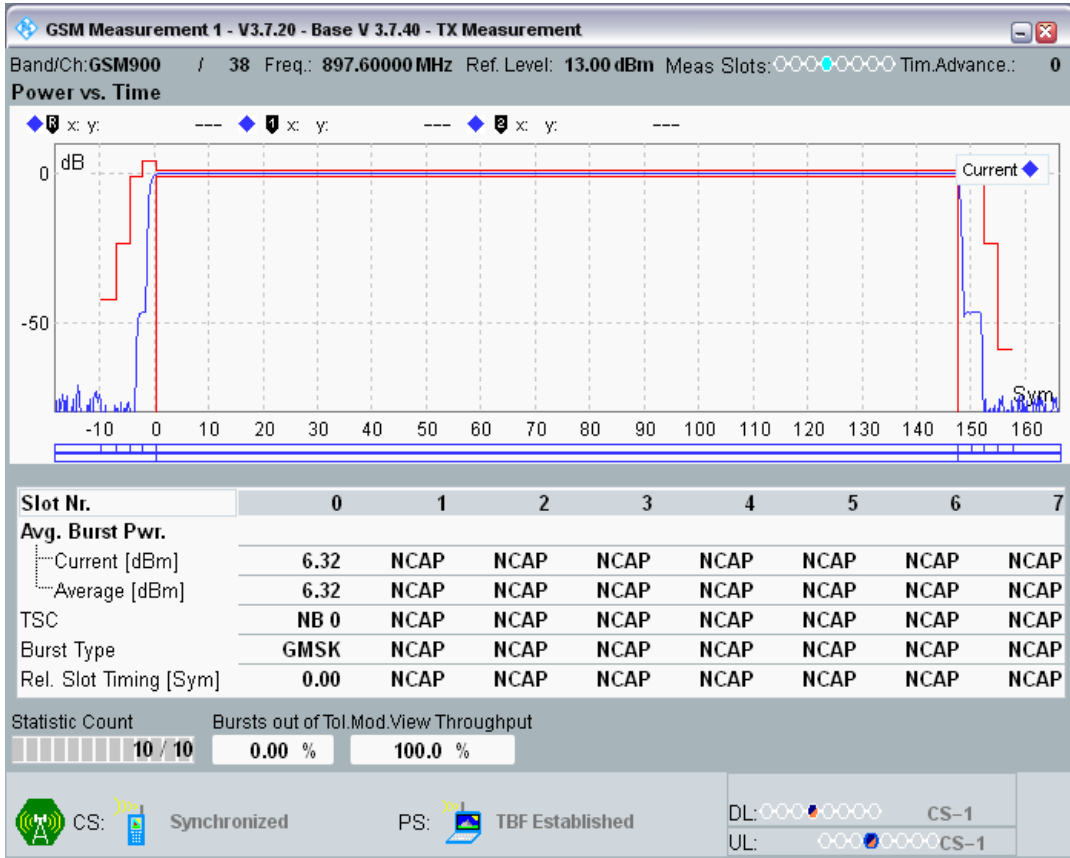 GSM Measurement 1 - V3.7.20 - Base V 3.7.40 - TX Measurement
Band/Ch:GSM900 / 38 Freq.: 897.60000 MHz Ref. Level: 13.00 dBm Meas Slots: Tim.Advance.: 0
Power vs. Time
R x: y: --- 1 x: y: --- 2 x: y: ---
dB
0
Current
-50
Sym
-10 0 10 20 30 40 50 60 70 80 90 100 110 120 130 140 150 160
Slot Nr. 0 1 2 3 4 5 6 7
Avg. Burst Pwr.
Current [dBm] 6.32 NCAP NCAP NCAP NCAP NCAP NCAP NCAP
Average [dBm] 6.32 NCAP NCAP NCAP NCAP NCAP NCAP NCAP
TSC NB 0 NCAP NCAP NCAP NCAP NCAP NCAP NCAP
Burst Type GMSK NCAP NCAP NCAP NCAP NCAP NCAP NCAP
Rel. Slot Timing [Sym] 0.00 NCAP NCAP NCAP NCAP NCAP NCAP NCAP
Statistic Count Bursts out of Tol.Mod.View Throughput
10 / 10 0.00 % 100.0 %
CS: Synchronized PS: TBF Established
DL: CS-1
UL: CS-1